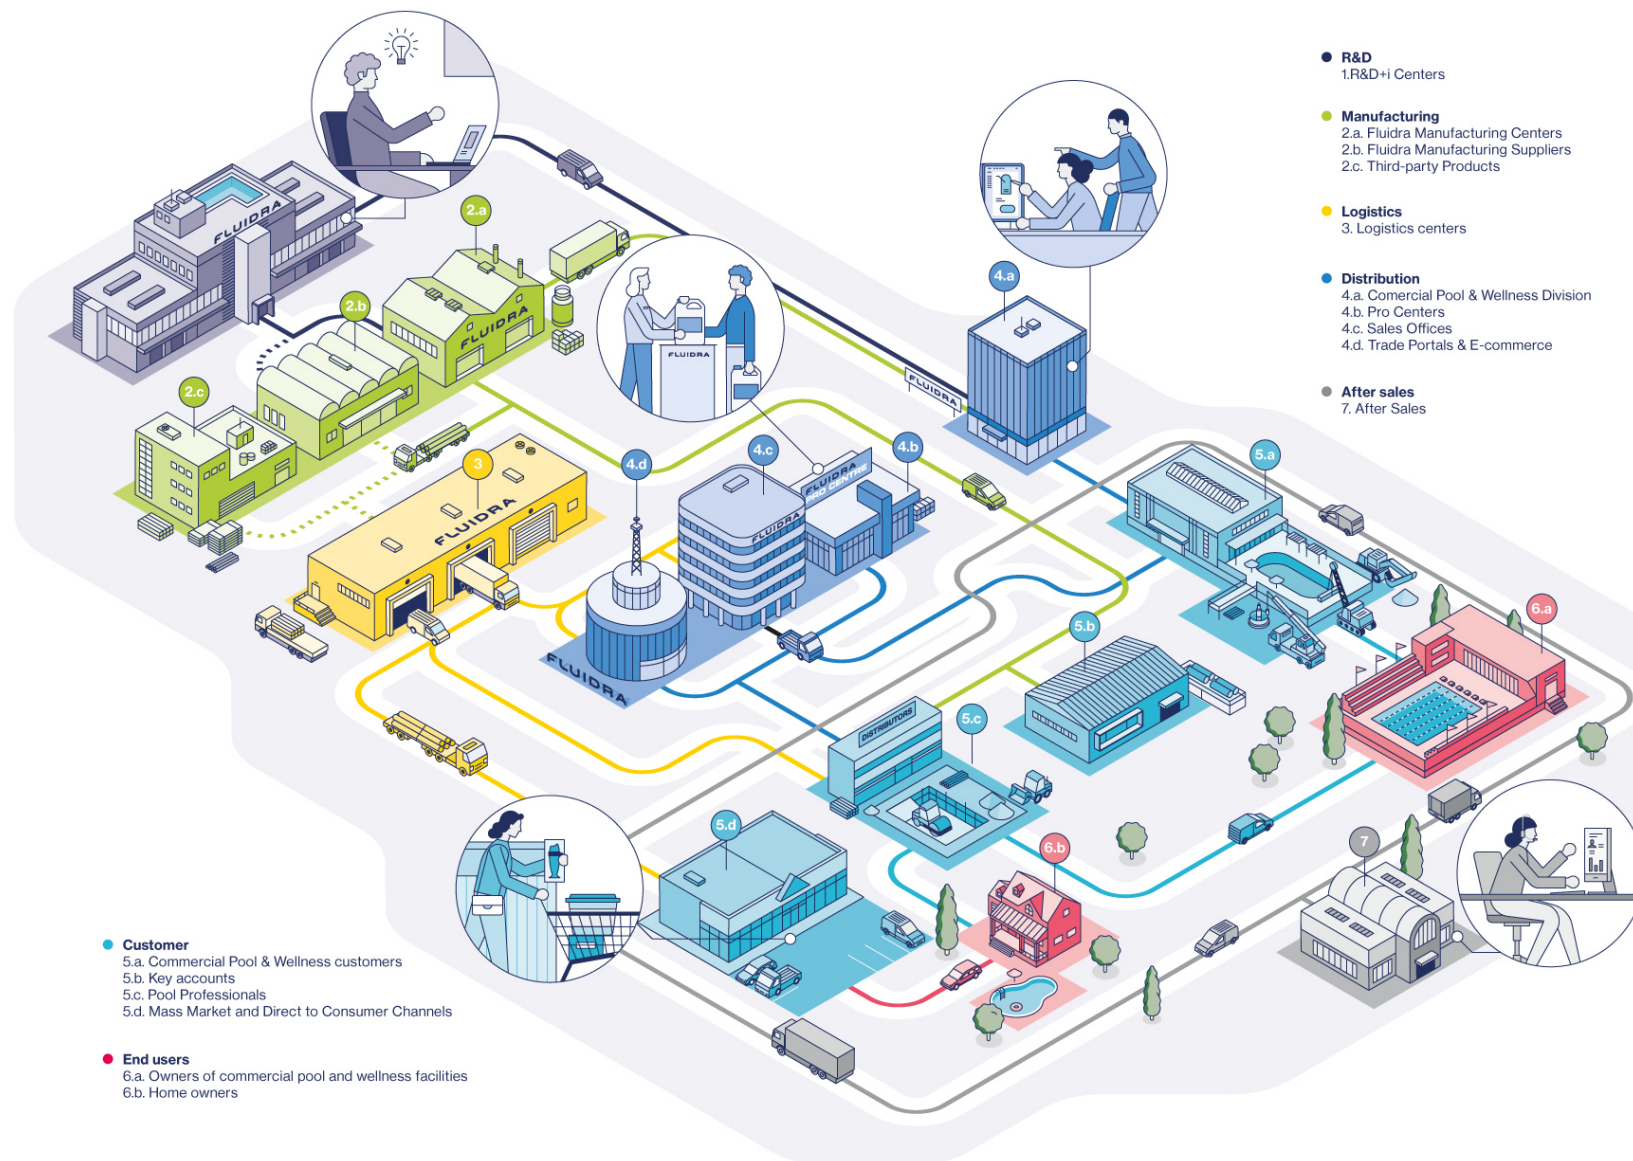 R&D
1.R&D+i Centers
Manufacturing
2.a. Fluidra Manufacturing Centers
2.b. Fluidra Manufacturing Suppliers
2.c. Third-party Products
Logistics
3. Logistics centers
Distribution
4.a. Comercial Pool & Wellness Division
4.b. Pro Centers
4.c. Sales Offices
4.d. Trade Portals & E-commerce
After sales
7. After Sales
FLUIDRA
2.a
2.b
FLUIDRA
2.c
FLUIDRA
4.a
FLUIDRA
3
FLUIDRA
4.d
4.c
FLUIDRA
4.b
FLUIDRA
PRO CENTRE
FLUIDRA
5.a
5.b
6.a
5.c
DISTRIBUTORS
5.d
6.b
7
Customer
5.a. Commercial Pool & Wellness customers
5.b. Key accounts
5.c. Pool Professionals
5.d. Mass Market and Direct to Consumer Channels
End users
6.a. Owners of commercial pool and wellness facilities
6.b. Home owners